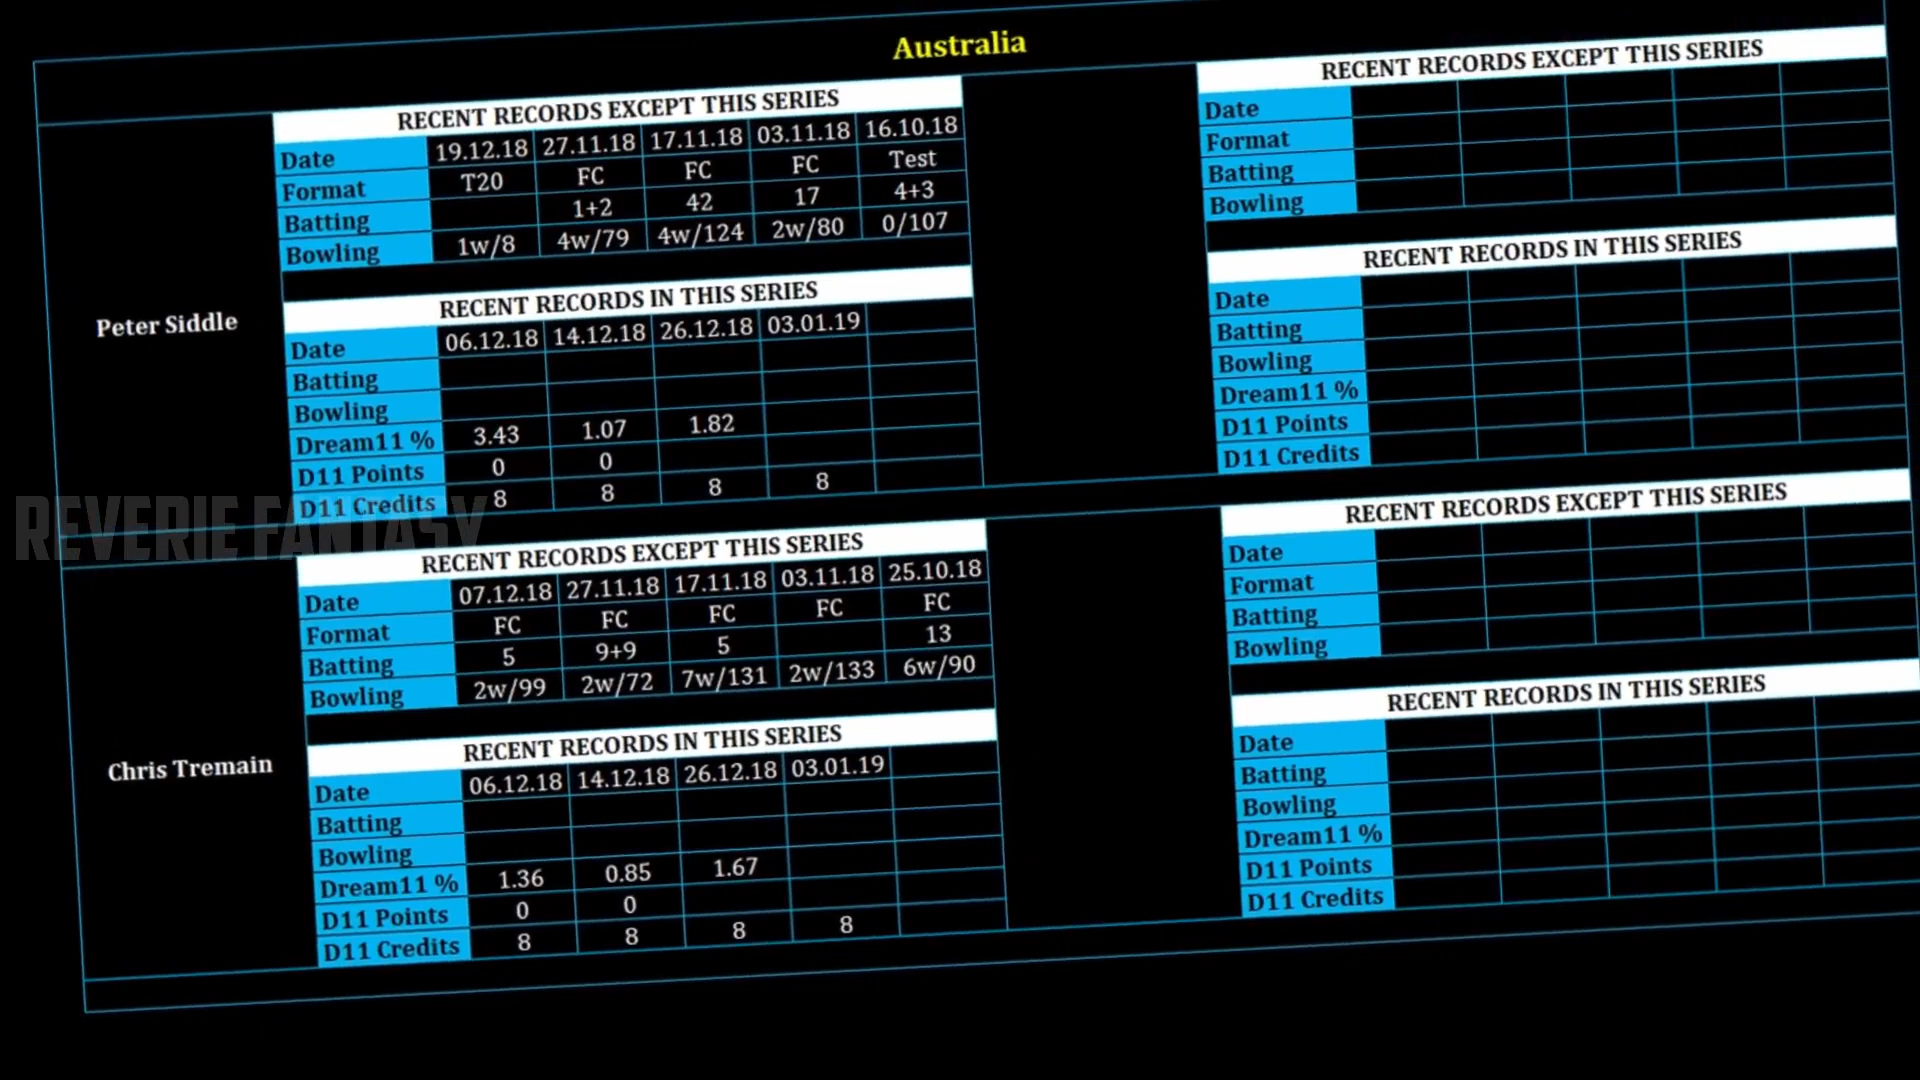 Australia
Peter Siddle
RECENT RECORDS EXCEPT THIS SERIES
Date 19.12.18 27.11.18 17.11.18 03.11.18 16.10.18
Format T20 FC FC FC Test
Batting 1+2 42 17 4+3
Bowling 1w/8 4w/79 4w/124 2w/80 0/107
RECENT RECORDS IN THIS SERIES
Date 06.12.18 14.12.18 26.12.18 03.01.19
Batting
Bowling
Dream11 % 3.43 1.07 1.82
D11 Points 0 0
D11 Credits 8 8 8 8
RECENT RECORDS EXCEPT THIS SERIES
Date
Format
Batting
Bowling
RECENT RECORDS IN THIS SERIES
Date
Batting
Bowling
Dream11 %
D11 Points
D11 Credits
REVERIE FANTASY
Chris Tremain
RECENT RECORDS EXCEPT THIS SERIES
Date 07.12.18 27.11.18 17.11.18 03.11.18 25.10.18
Format FC FC FC FC FC
Batting 5 9+9 5 13
Bowling 2w/99 2w/72 7w/131 2w/133 6w/90
RECENT RECORDS IN THIS SERIES
Date 06.12.18 14.12.18 26.12.18 03.01.19
Batting
Bowling
Dream11 % 1.36 0.85 1.67
D11 Points 0 0
D11 Credits 8 8 8 8
RECENT RECORDS EXCEPT THIS SERIES
Date
Format
Batting
Bowling
RECENT RECORDS IN THIS SERIES
Date
Batting
Bowling
Dream11 %
D11 Points
D11 Credits